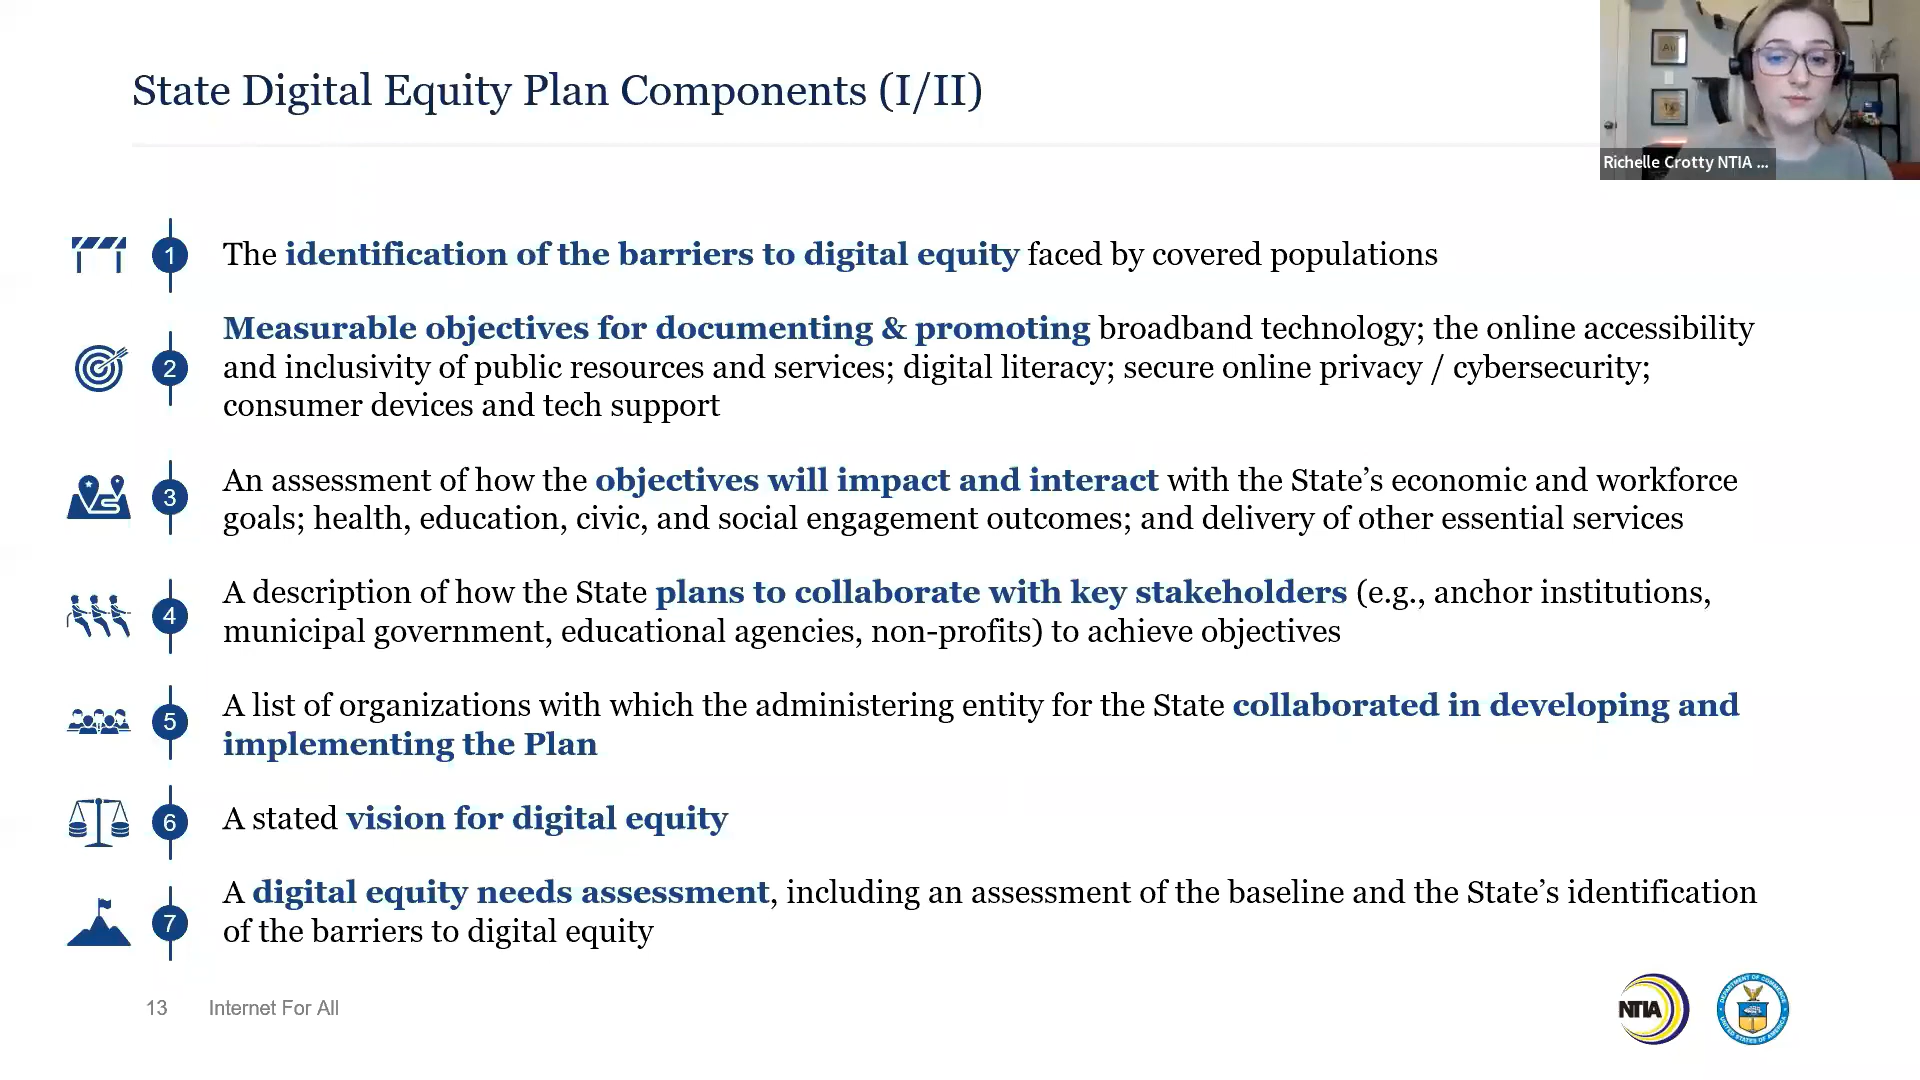 State Digital Equity Plan Components (I/II)
Richelle Crotty NTIA ...
1
The identification of the barriers to digital equity faced by covered populations
2
Measurable objectives for documenting & promoting broadband technology; the online accessibility
and inclusivity of public resources and services; digital literacy; secure online privacy / cybersecurity;
consumer devices and tech support
3
An assessment of how the objectives will impact and interact with the State’s economic and workforce
goals; health, education, civic, and social engagement outcomes; and delivery of other essential services
4
A description of how the State plans to collaborate with key stakeholders (e.g., anchor institutions,
municipal government, educational agencies, non-profits) to achieve objectives
5
A list of organizations with which the administering entity for the State collaborated in developing and
implementing the Plan
6
A stated vision for digital equity
7
A digital equity needs assessment, including an assessment of the baseline and the State’s identification
of the barriers to digital equity
13 Internet For All
NTIA
DEPARTMENT OF COMMERCE
UNITED STATES OF AMERICA